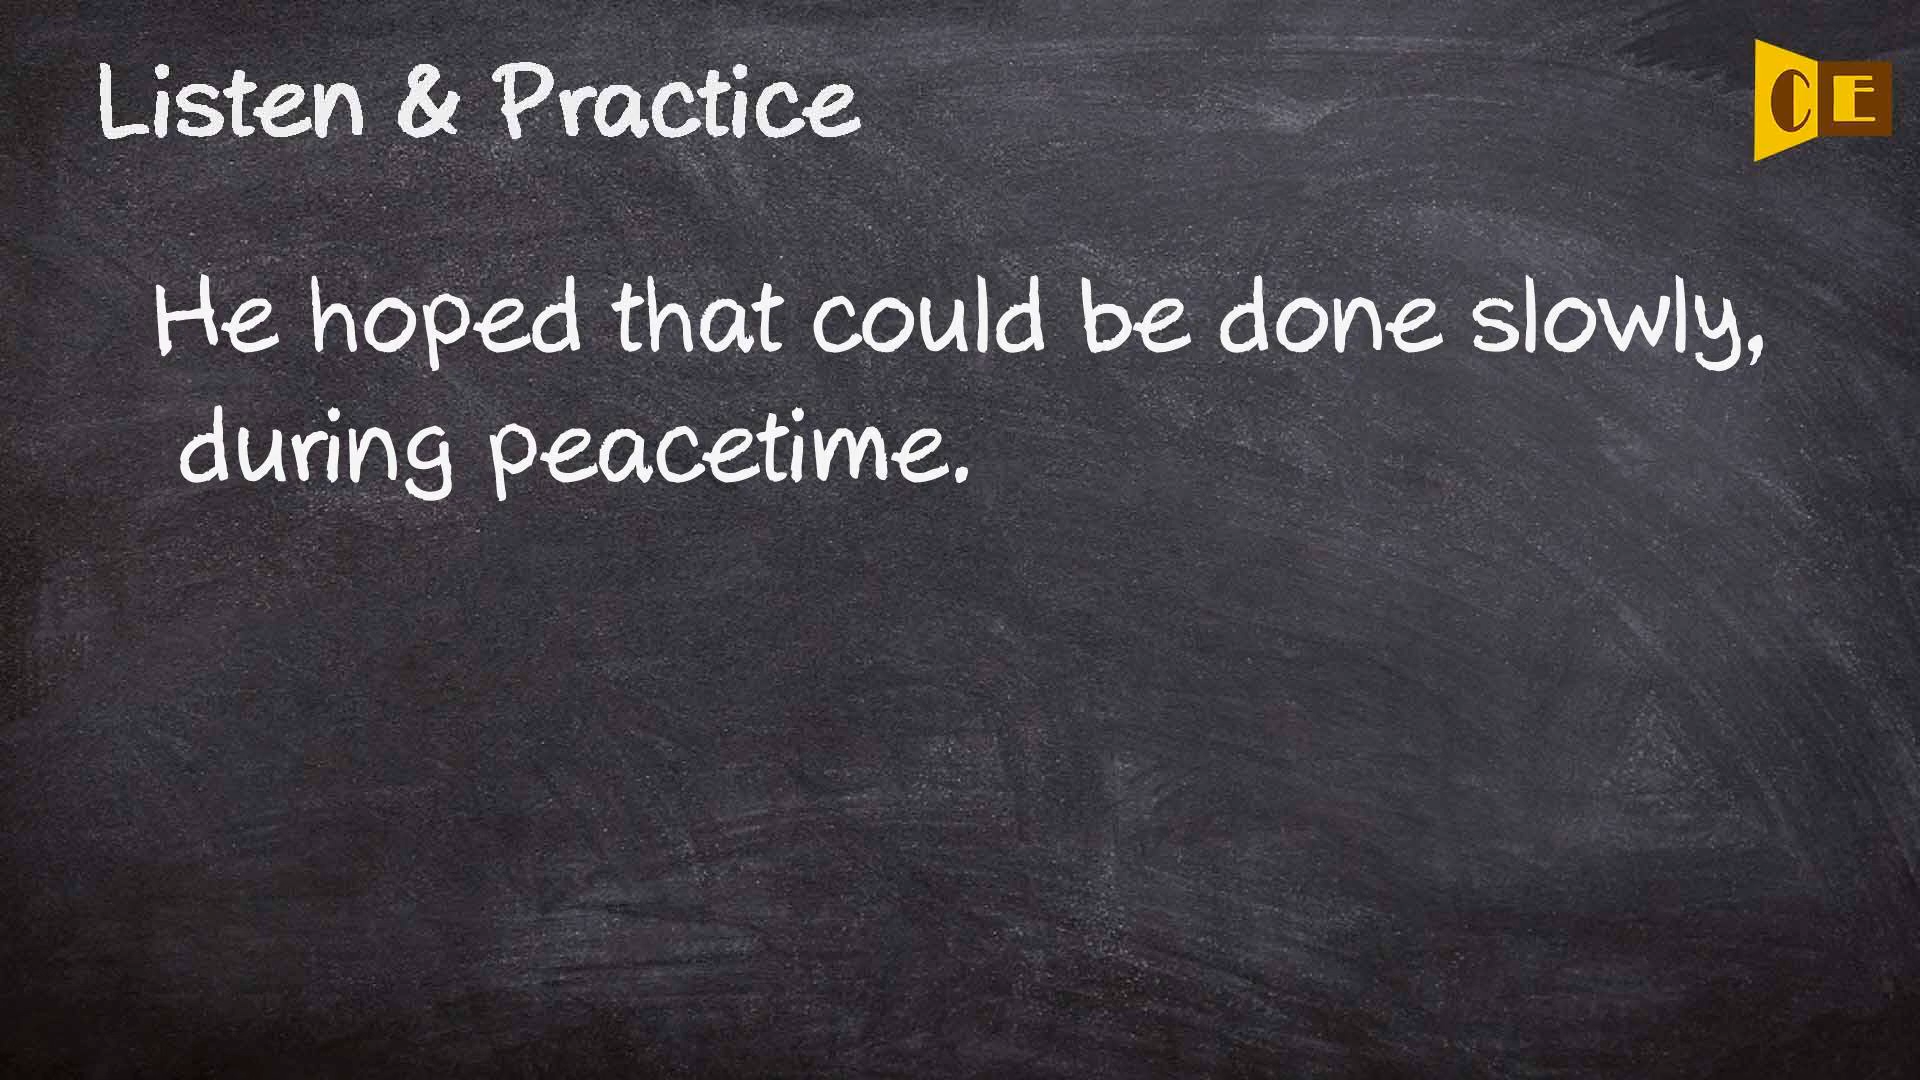 Listen & Practice
CE
He hoped that could be done slowly,
during peacetime.